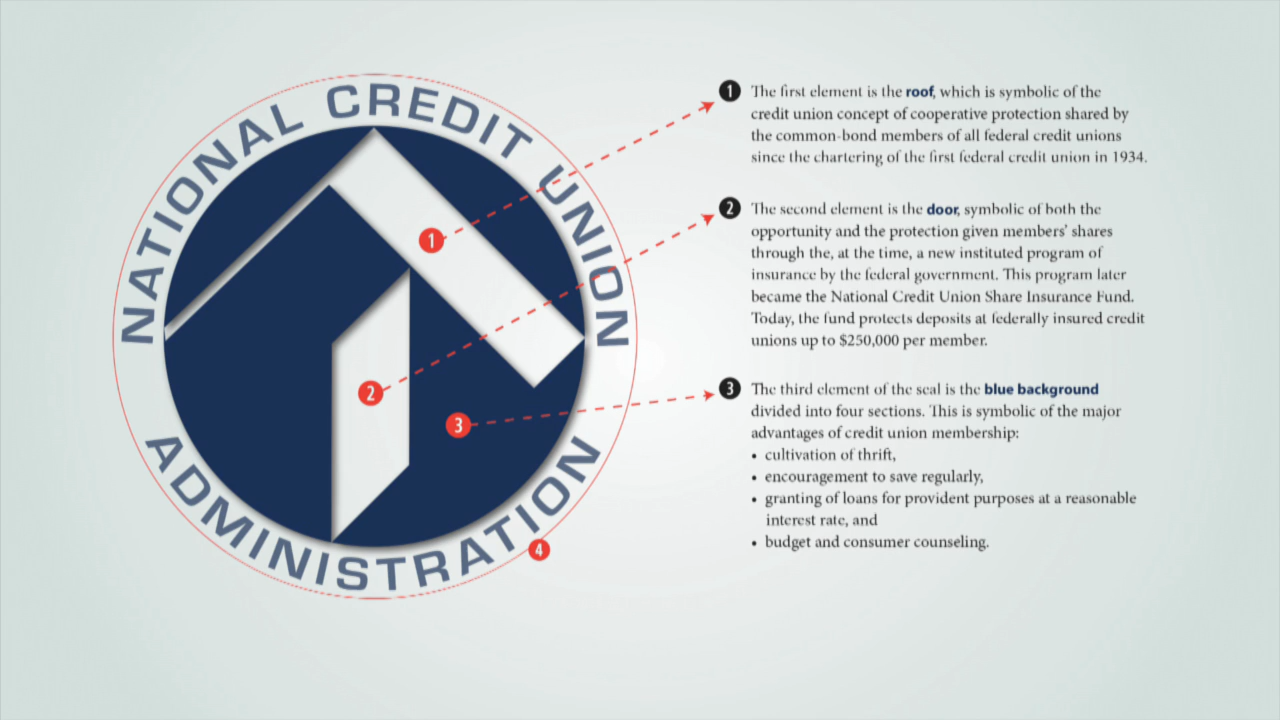 NATIONAL CREDIT UNION
ADMINISTRATION
1
2
3
4
1 The first element is the roof, which is symbolic of the
credit union concept of cooperative protection shared by
the common-bond members of all federal credit unions
since the chartering of the first federal credit union in 1934.
2 The second element is the door, symbolic of both the
opportunity and the protection given members' shares
through the, at the time, a new instituted program of
insurance by the federal government. This program later
became the National Credit Union Share Insurance Fund.
Today, the fund protects deposits at federally insured credit
unions up to $250,000 per member.
3 The third element of the seal is the blue background
divided into four sections. This is symbolic of the major
advantages of credit union membership:
• cultivation of thrift,
• encouragement to save regularly,
• granting of loans for provident purposes at a reasonable
interest rate, and
• budget and consumer counseling.